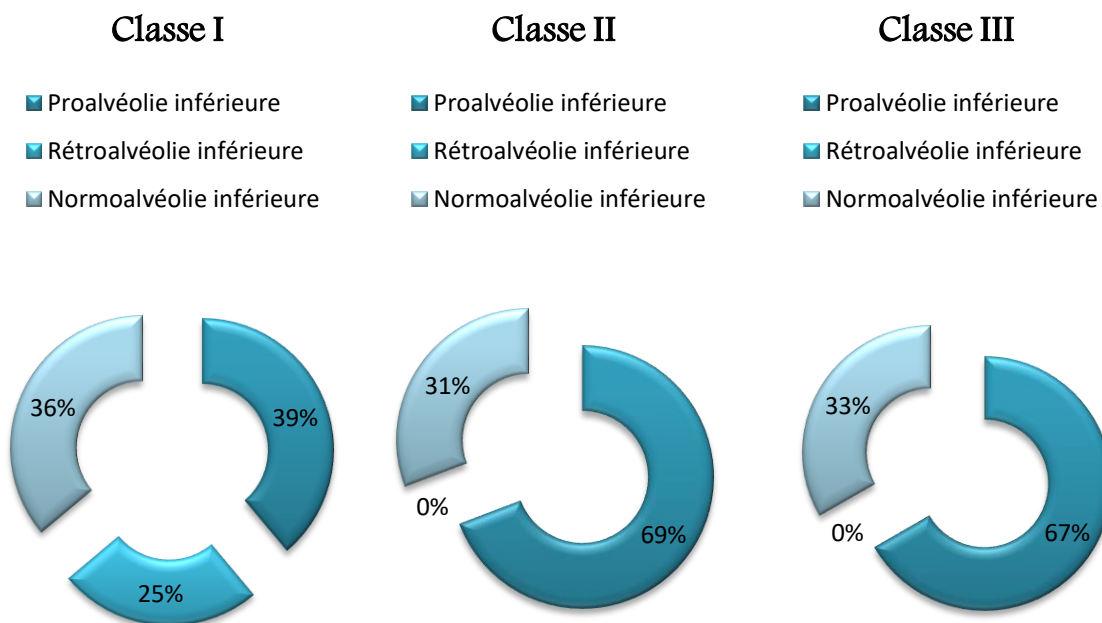 Classe I
Proalvéolie inférieure
Rétroalvéolie inférieure
Normoalvéolie inférieure
36%
39%
25%
Classe II
Proalvéolie inférieure
Rétroalvéolie inférieure
Normoalvéolie inférieure
31%
0%
69%
Classe III
Proalvéolie inférieure
Rétroalvéolie inférieure
Normoalvéolie inférieure
33%
0%
67%